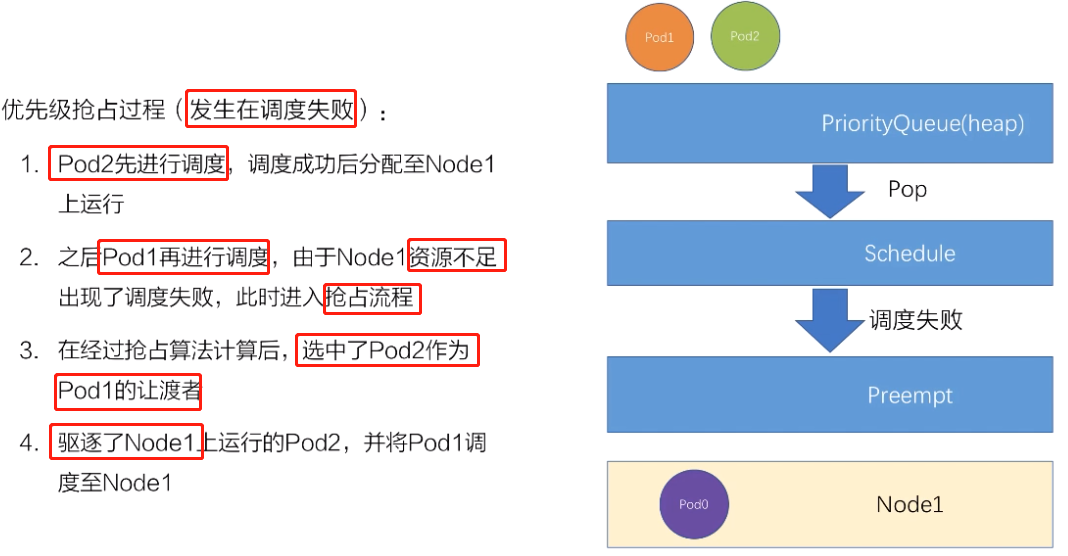 优先级抢占过程（发生在调度失败）：
1. Pod2先进行调度，调度成功后分配至Node1
上运行
2. 之后Pod1再进行调度，由于Node1资源不足
出现了调度失败，此时进入抢占流程
3. 在经过抢占算法计算后，选中了Pod2作为
Pod1的让渡者
4. 驱逐了Node1上运行的Pod2，并将Pod1调
度至Node1
Pod1
Pod2
PriorityQueue(heap)
Pop
Schedule
调度失败
Preempt
Pod0
Node1